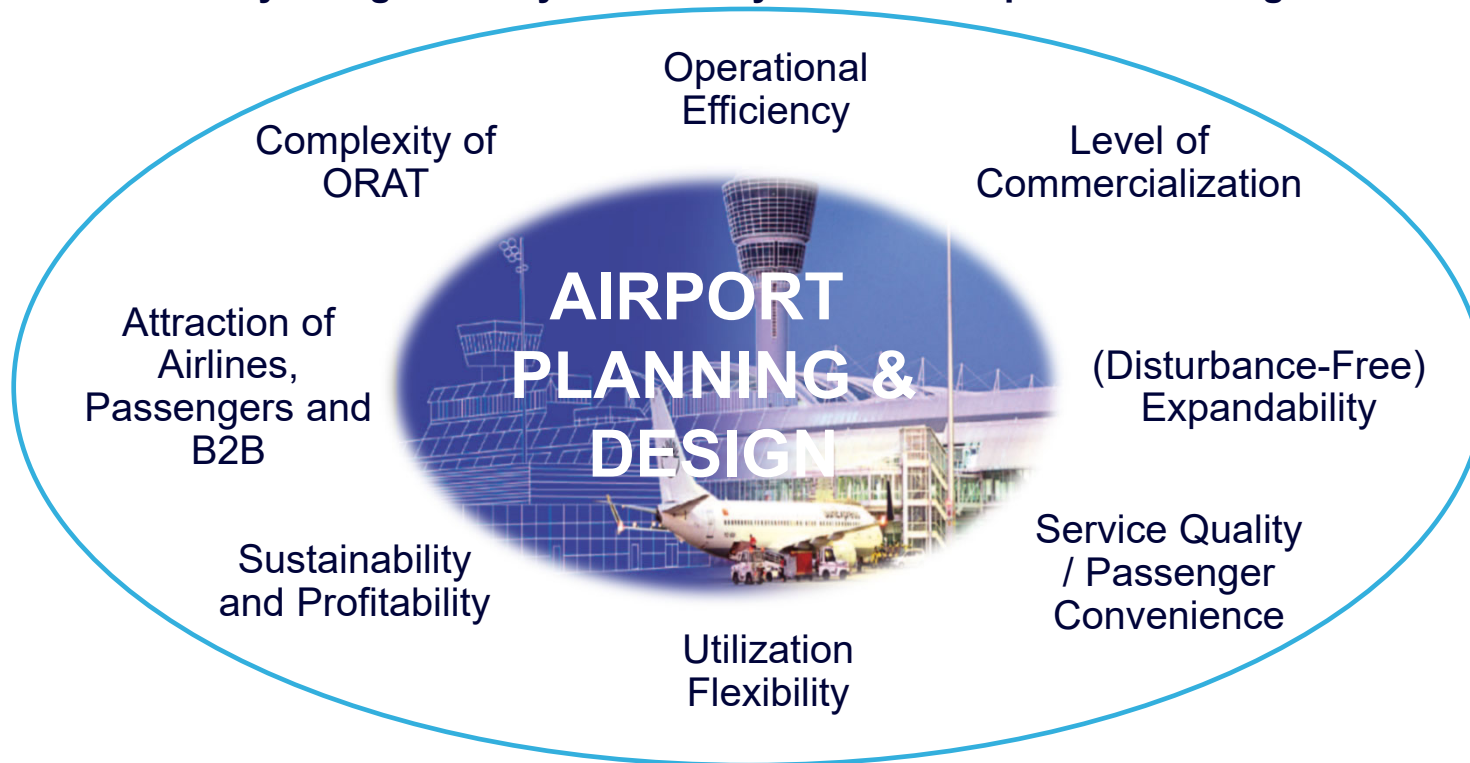 Operational
Efficiency
Complexity of
ORAT
Level of
Commercialization
AIRPORT
PLANNING &
DESIGN
Attraction of
Airlines,
Passengers and
B2B
(Disturbance-Free)
Expandability
Sustainability
and Profitability
Service Quality
/ Passenger
Convenience
Utilization
Flexibility